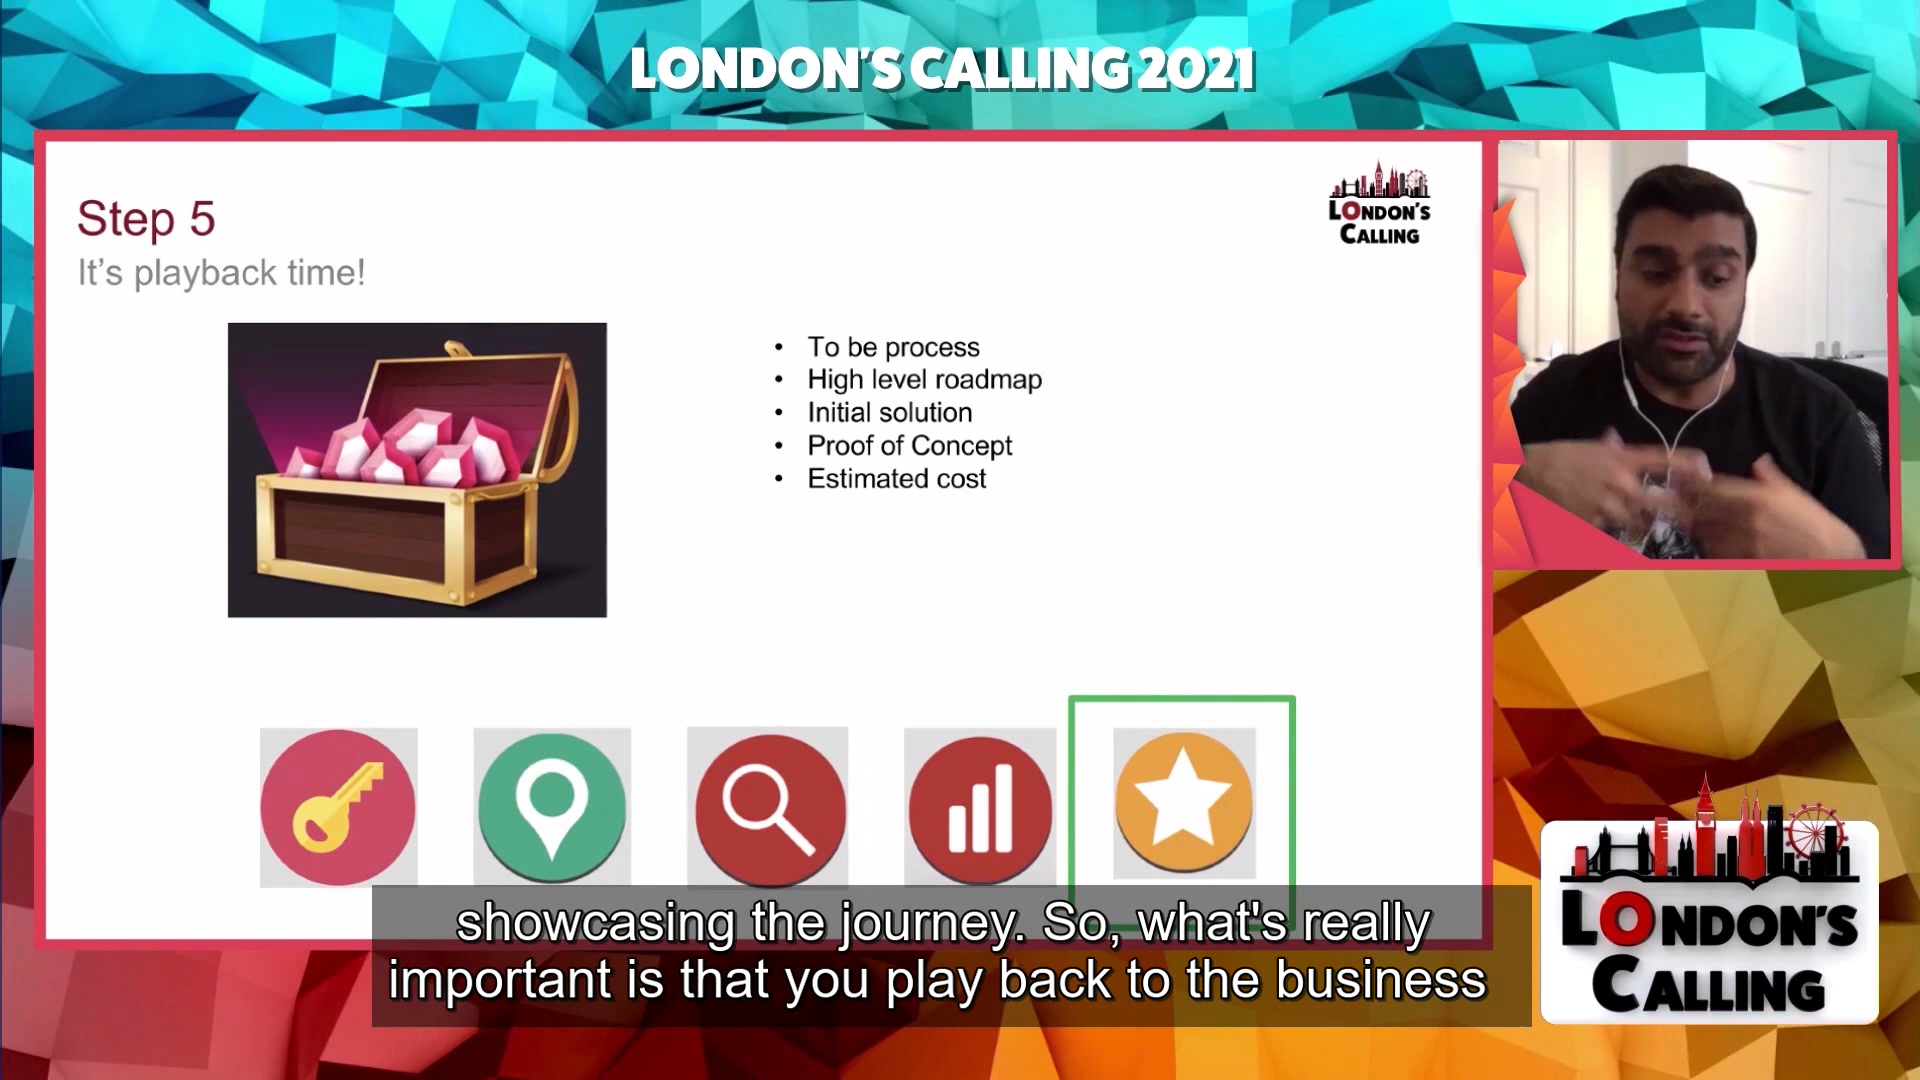 LONDON'S CALLING 2021
Step 5
It's playback time!
LONDON'S
CALLING
• To be process
• High level roadmap
• Initial solution
• Proof of Concept
• Estimated cost
showcasing the journey. So, what's really
important is that you play back to the business
LONDON'S
CALLING